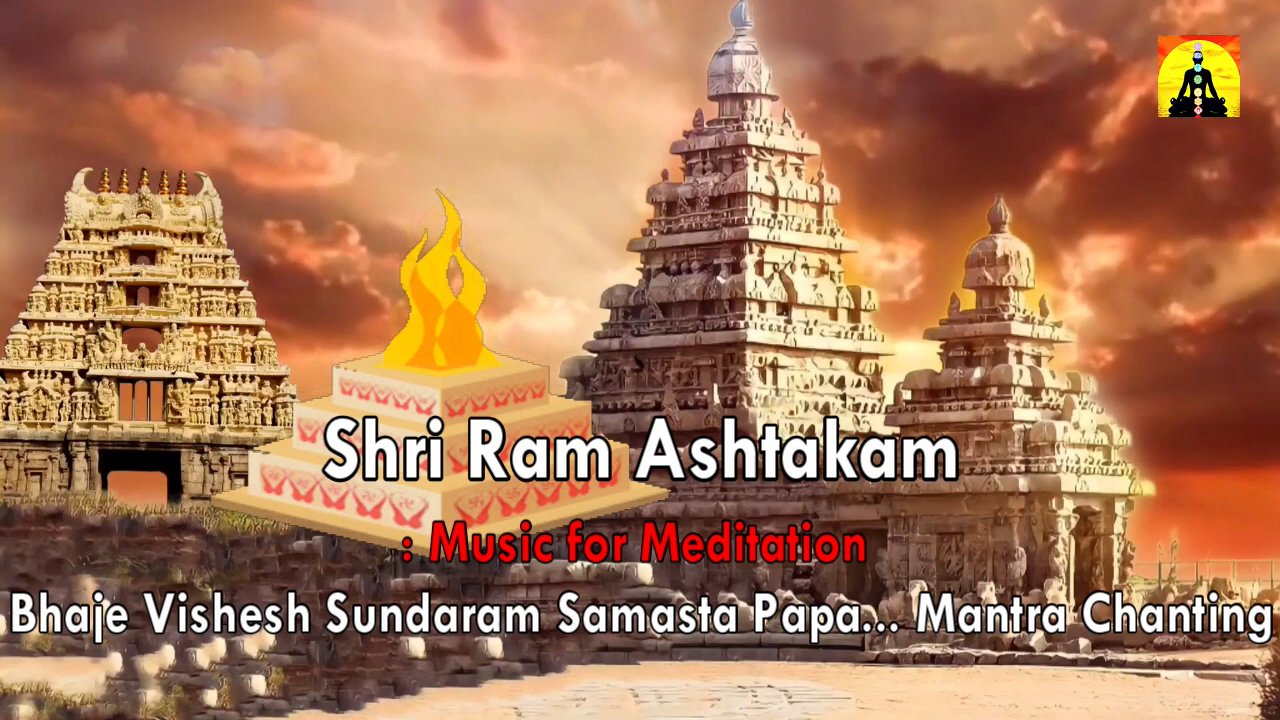 Shri Ram Ashtakam
: Music for Meditation
Bhaje Vishesh Sundaram Samasta Papa... Mantra Chanting